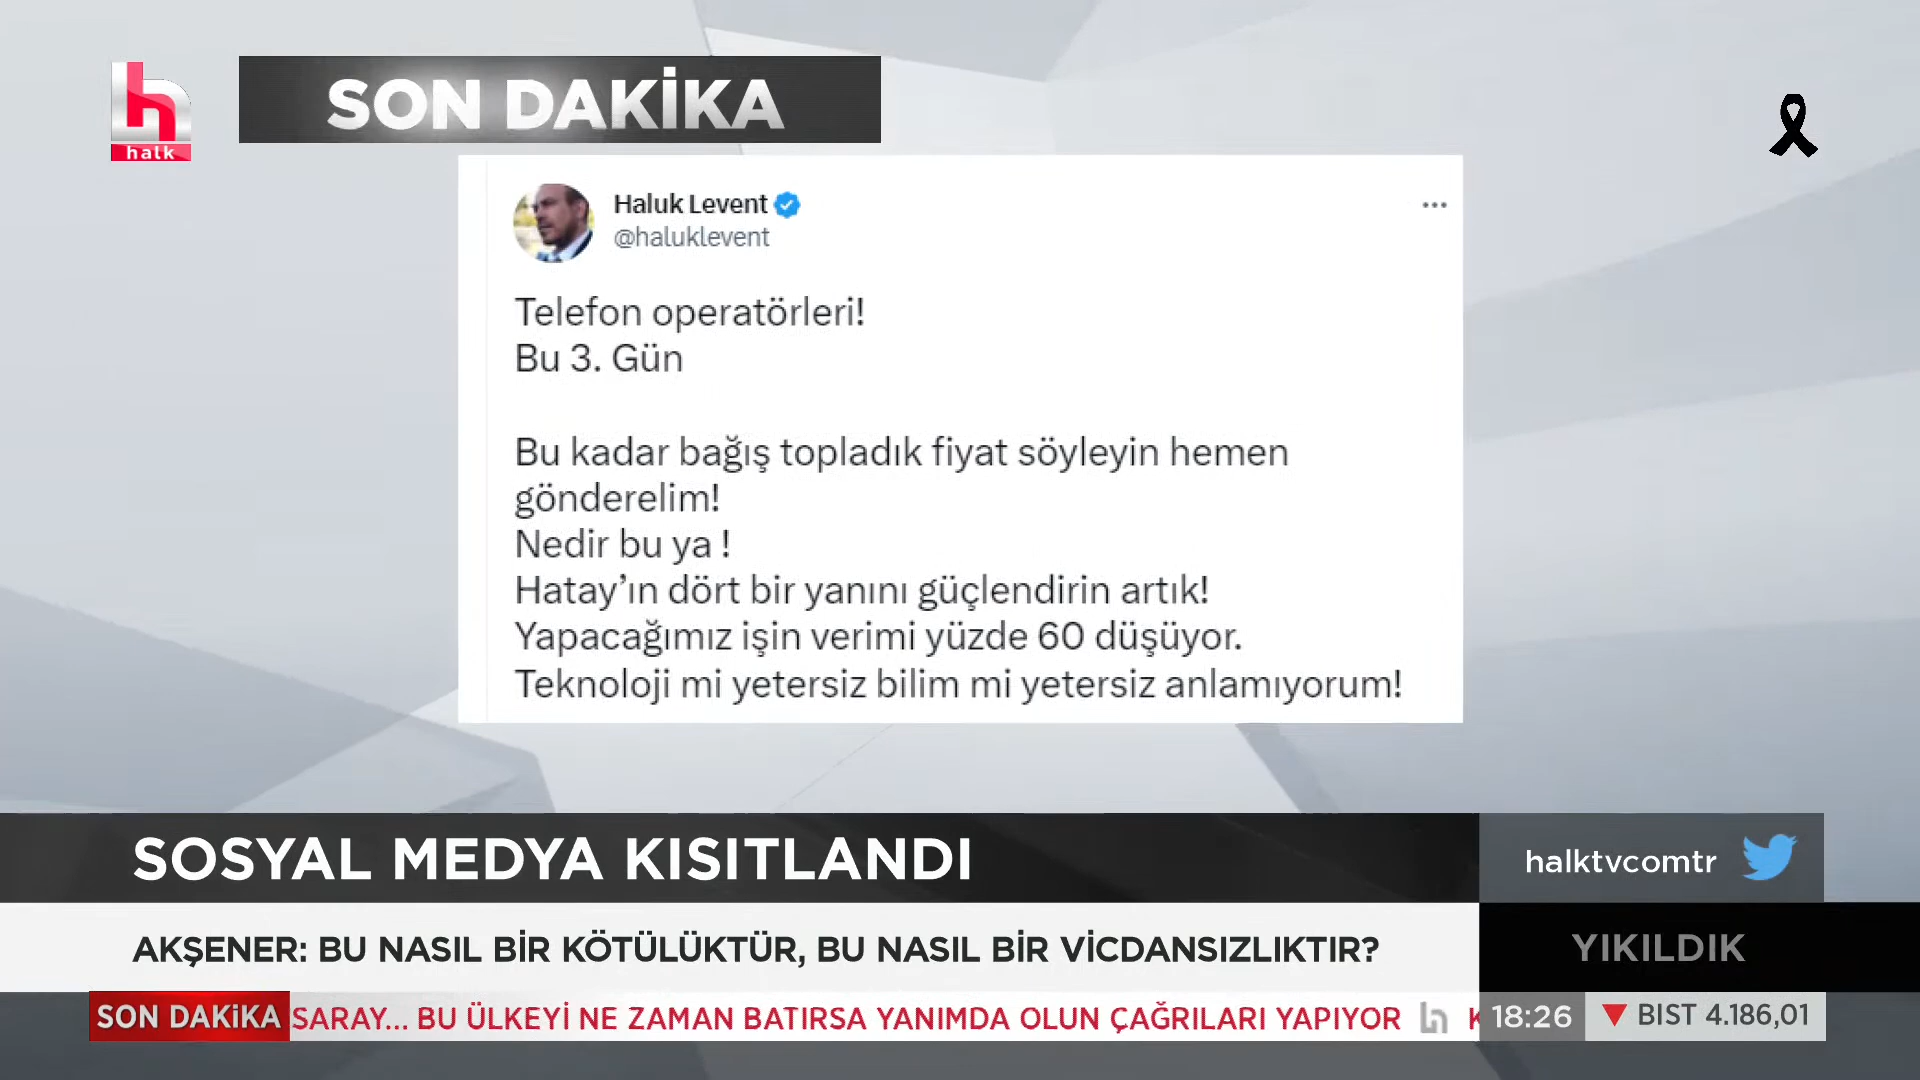 halk
SON DAKİKA
Haluk Levent
@haluklevent
Telefon operatörleri!
Bu 3. Gün
Bu kadar bağış topladık fiyat söyleyin hemen
gönderelim!
Nedir bu ya !
Hatay’ın dört bir yanını güçlendirin artık!
Yapacağımız işin verimi yüzde 60 düşüyor.
Teknoloji mi yetersiz bilim mi yetersiz anlamıyorum!
SOSYAL MEDYA KISITLANDI
halktvcomtr
AKŞENER: BU NASIL BİR KÖTÜLÜKTÜR, BU NASIL BİR VİCDANSIZLIKTIR?
YIKILDIK
SON DAKİKA SARAY... BU ÜLKEYİ NE ZAMAN BATIRSA YANIMDA OLUN ÇAĞRILARI YAPIYOR
18:26
BIST 4.186,01